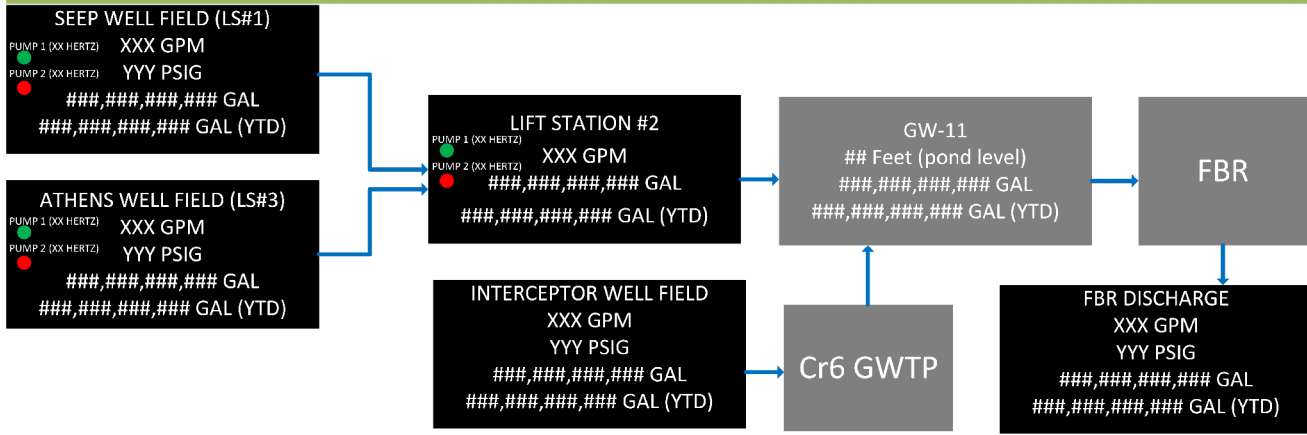 SEEP WELL FIELD (LS#1)
PUMP 1 (XX HERTZ)
XXX GPM
PUMP 2 (XX HERTZ)
YYY PSIG
###,###,###,### GAL
###,###,###,### GAL (YTD)
ATHENS WELL FIELD (LS#3)
PUMP 1 (XX HERTZ)
XXX GPM
PUMP 2 (XX HERTZ)
YYY PSIG
###,###,###,### GAL
###,###,###,### GAL (YTD)
LIFT STATION #2
PUMP 1 (XX HERTZ)
XXX GPM
PUMP 2 (XX HERTZ)
###,###,###,### GAL
###,###,###,### GAL (YTD)
INTERCEPTOR WELL FIELD
XXX GPM
YYY PSIG
###,###,###,### GAL
###,###,###,### GAL (YTD)
Cr6 GWTP
GW-11
## Feet (pond level)
###,###,###,### GAL
###,###,###,### GAL (YTD)
FBR
FBR DISCHARGE
XXX GPM
YYY PSIG
###,###,###,### GAL
###,###,###,### GAL (YTD)